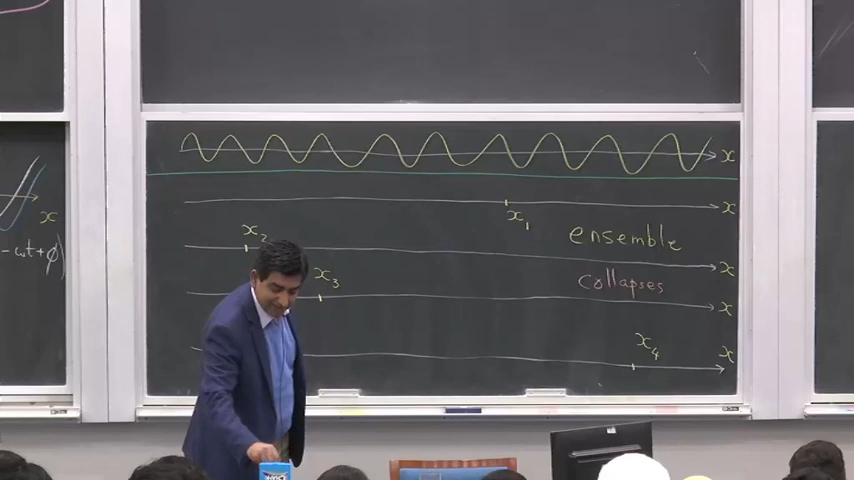 x
x
x₁
x₂
ensemble
x
x₃
collapses
x
x₄
x
x
-ωt+ϕ)